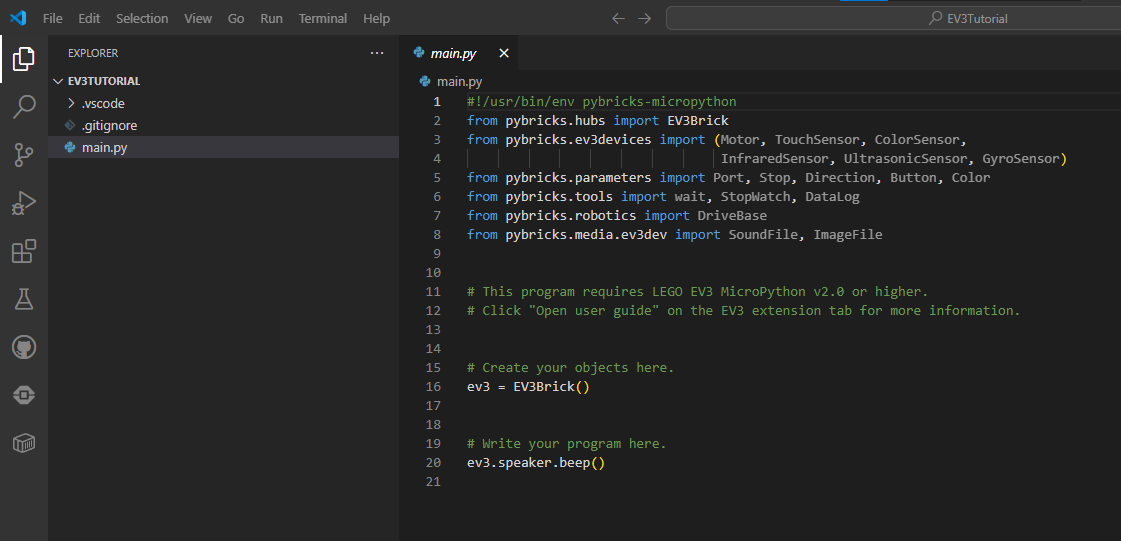 File Edit Selection View Go Run Terminal Help
EV3Tutorial
EXPLORER
EV3TUTORIAL
.vscode
.gitignore
main.py
main.py
main.py
1 #!/usr/bin/env pybricks-micropython
2 from pybricks.hubs import EV3Brick
3 from pybricks.ev3devices import (Motor, TouchSensor, ColorSensor,
4 InfraredSensor, UltrasonicSensor, GyroSensor)
5 from pybricks.parameters import Port, Stop, Direction, Button, Color
6 from pybricks.tools import wait, StopWatch, DataLog
7 from pybricks.robotics import DriveBase
8 from pybricks.media.ev3dev import SoundFile, ImageFile
9
10
11 # This program requires LEGO EV3 MicroPython v2.0 or higher.
12 # Click "Open user guide" on the EV3 extension tab for more information.
13
14
15 # Create your objects here.
16 ev3 = EV3Brick()
17
18
19 # Write your program here.
20 ev3.speaker.beep()
21